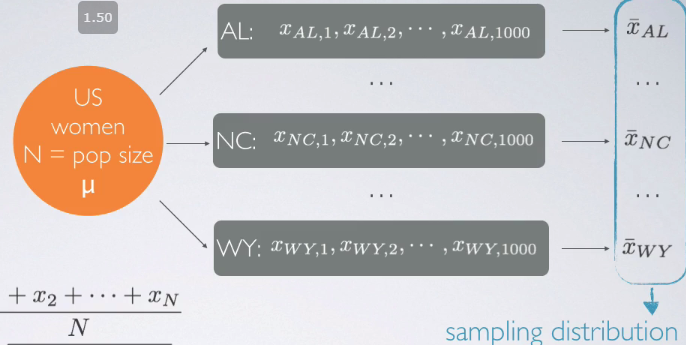 1.50
AL: x_{AL,1}, x_{AL,2}, ⋯ , x_{AL,1000}
x̄_{AL}
...
...
US
women
N = pop size
μ
NC: x_{NC,1}, x_{NC,2}, ⋯ , x_{NC,1000}
x̄_{NC}
...
...
WY: x_{WY,1}, x_{WY,2}, ⋯ , x_{WY,1000}
x̄_{WY}
+ x_2 + ⋯ + x_N
N
sampling distribution